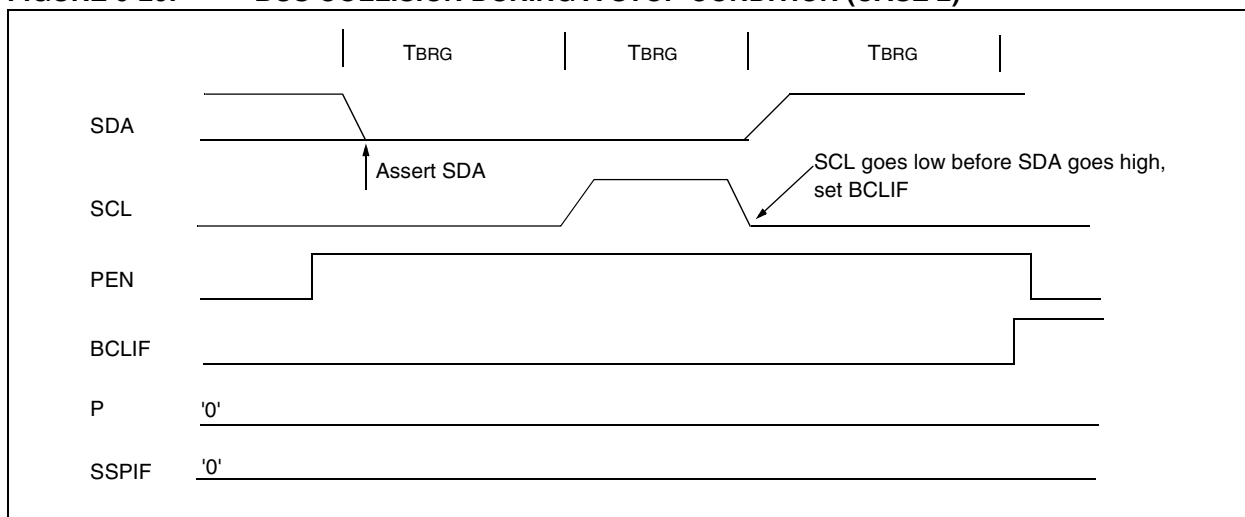 TBRG TBRG TBRG
SDA
Assert SDA
SCL goes low before SDA goes high,
set BCLIF
SCL
PEN
BCLIF
P '0'
SSPIF '0'